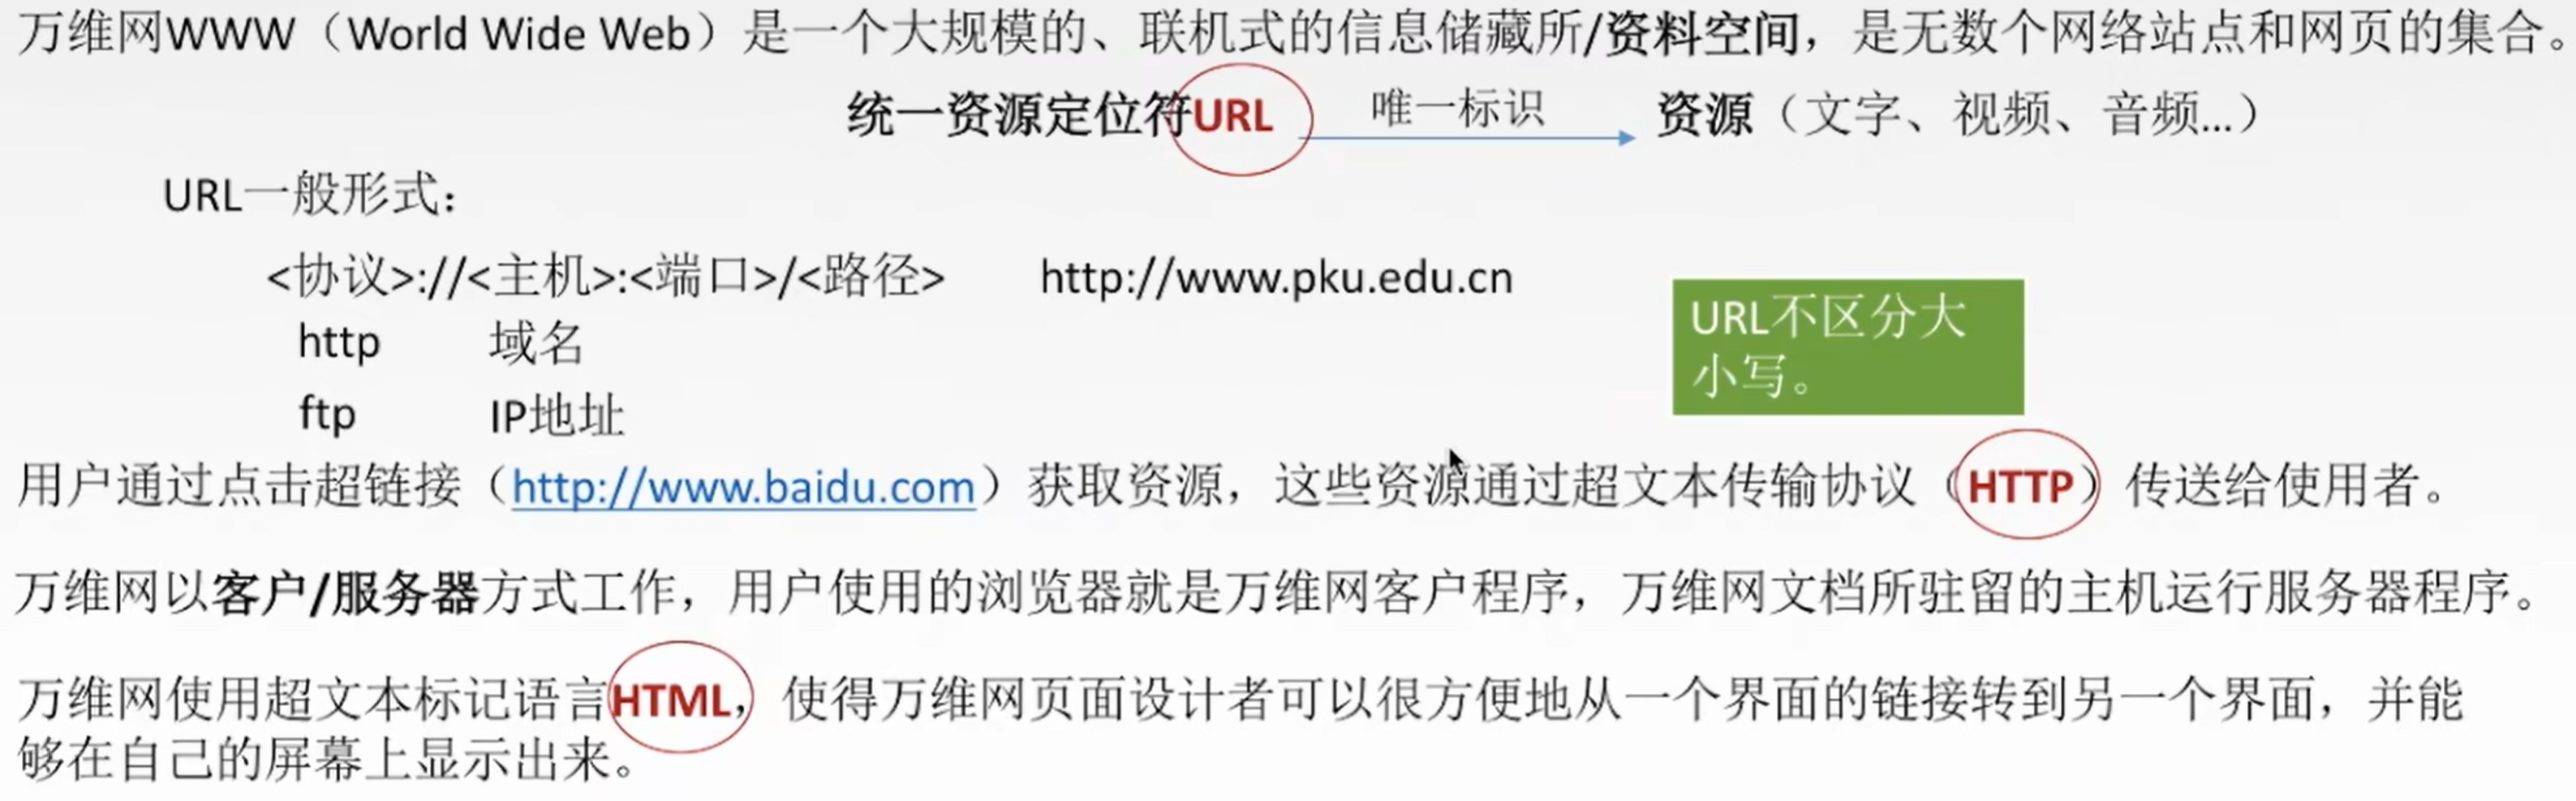 万维网WWW（World Wide Web）是一个大规模的、联机式的信息储藏所/资料空间，是无数个网络站点和网页的集合。
统一资源定位符URL 唯一标识 资源（文字、视频、音频...）
URL一般形式：
<协议>://<主机>:<端口>/<路径> http://www.pku.edu.cn
http 域名
ftp IP地址
URL不区分大
小写。
用户通过点击超链接（http://www.baidu.com）获取资源，这些资源通过超文本传输协议（HTTP）传送给使用者。
万维网以客户/服务器方式工作，用户使用的浏览器就是万维网客户程序，万维网文档所驻留的主机运行服务器程序。
万维网使用超文本标记语言HTML，使得万维网页面设计者可以很方便地从一个界面的链接转到另一个界面，并能
够在自己的屏幕上显示出来。